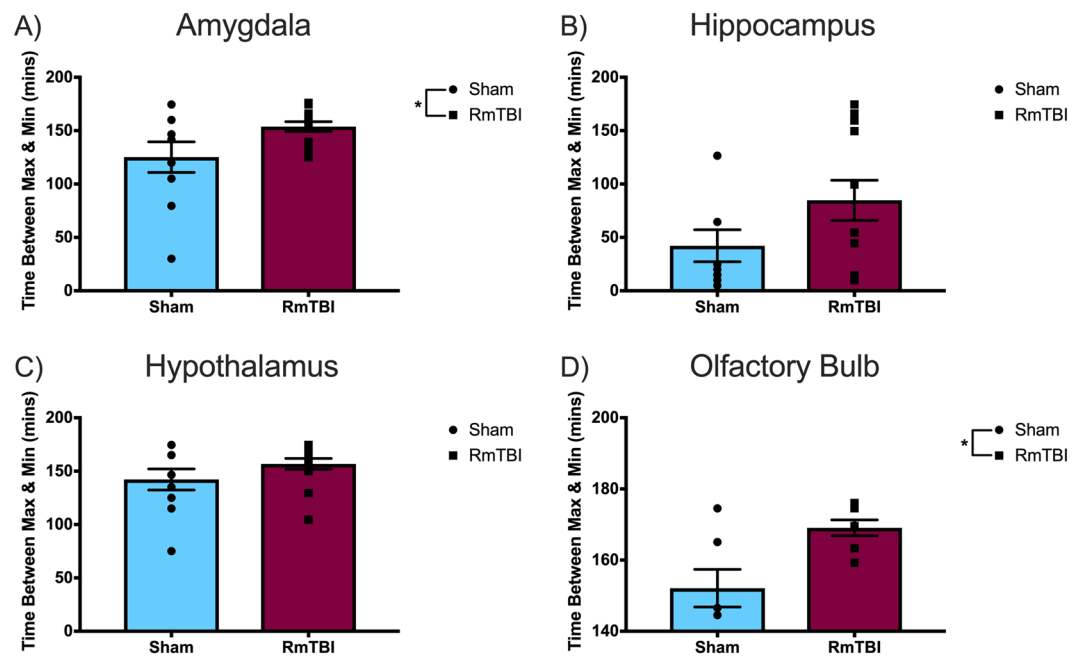 A) Amygdala
Time Between Max & Min (mins)
200
150
100
50
0
Sham
RmTBI
* Sham
RmTBI
B) Hippocampus
Time Between Max & Min (mins)
200
150
100
50
0
Sham
RmTBI
Sham
RmTBI
C) Hypothalamus
Time Between Max & Min (mins)
200
150
100
50
0
Sham
RmTBI
Sham
RmTBI
D) Olfactory Bulb
Time Between Max & Min (mins)
200
180
160
140
Sham
RmTBI
* Sham
RmTBI